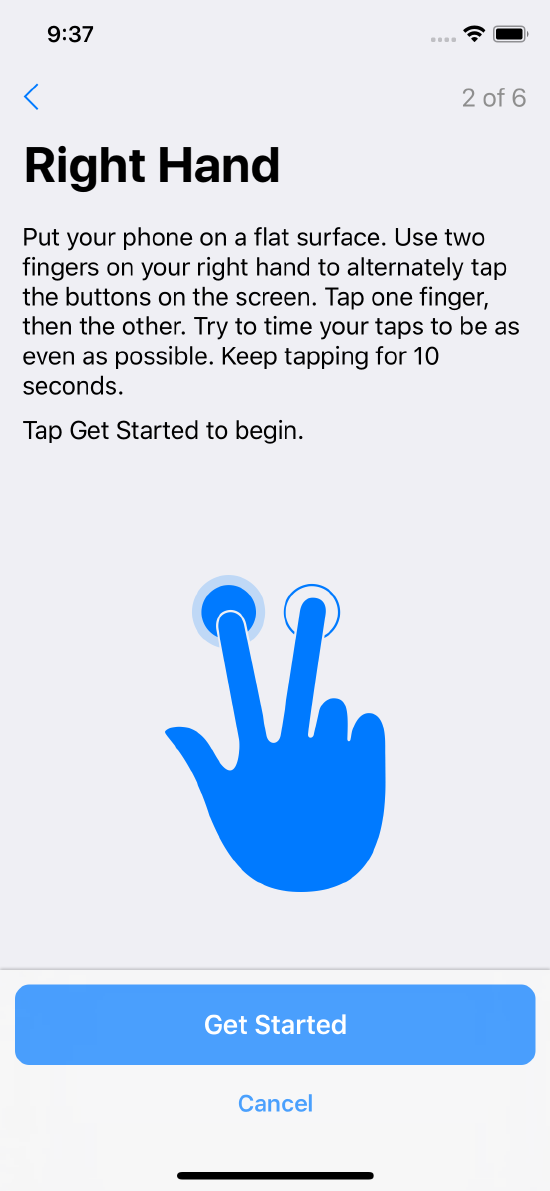 9:37
2 of 6
Right Hand
Put your phone on a flat surface. Use two
fingers on your right hand to alternately tap
the buttons on the screen. Tap one finger,
then the other. Try to time your taps to be as
even as possible. Keep tapping for 10
seconds.
Tap Get Started to begin.
Get Started
Cancel